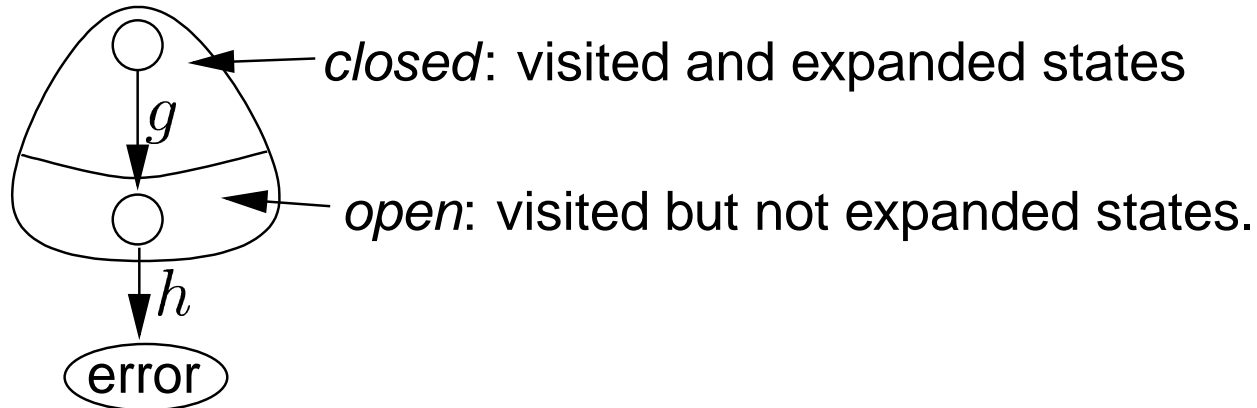 closed: visited and expanded states
g
open: visited but not expanded states.
h
error